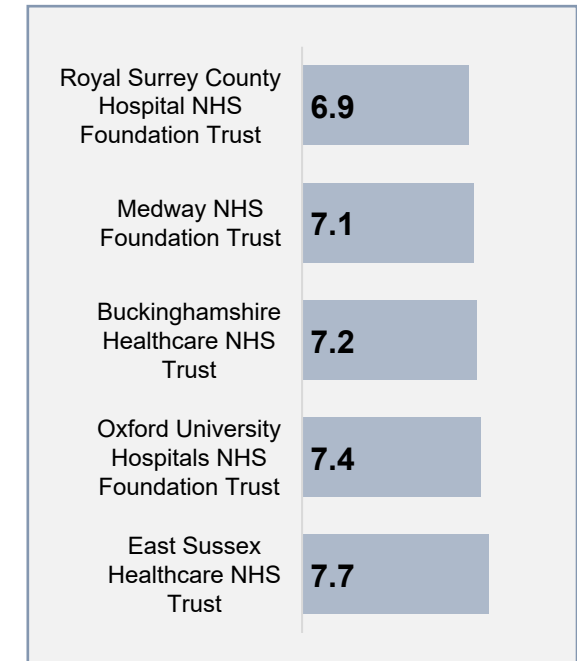 Royal Surrey County
Hospital NHS
Foundation Trust
6.9
Medway NHS
Foundation Trust
7.1
Buckinghamshire
Healthcare NHS
Trust
7.2
Oxford University
Hospitals NHS
Foundation Trust
7.4
East Sussex
Healthcare NHS
Trust
7.7